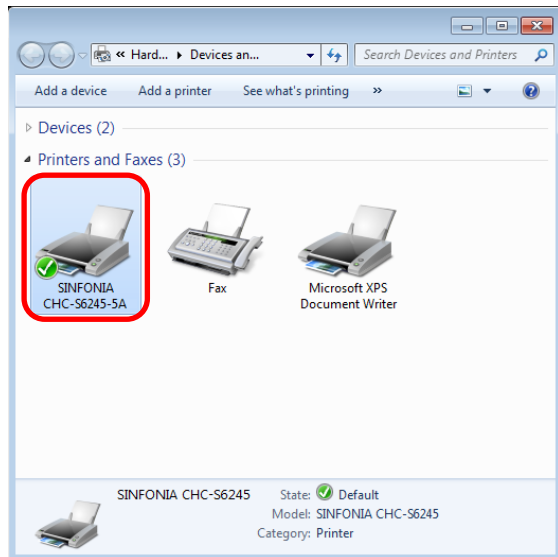 « Hard... ▸ Devices an...
Search Devices and Printers
Add a device Add a printer See what's printing »
Devices (2)
Printers and Faxes (3)
SINFONIA
CHC-S6245-5A
Fax
Microsoft XPS
Document Writer
SINFONIA CHC-S6245 State: Default
Model: SINFONIA CHC-S6245
Category: Printer